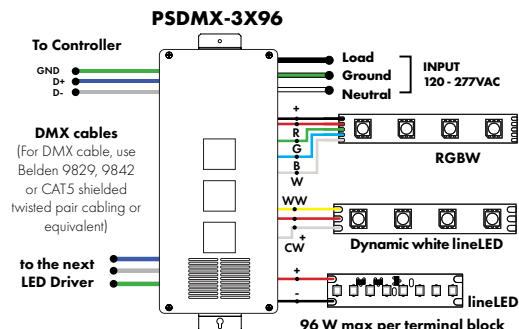 PSDMX-3X96
To Controller
GND
D+
D-
DMX cables
(For DMX cable, use
Belden 9829, 9842
or CAT5 shielded
twisted pair cabling or
equivalent)
to the next
LED Driver
Load
Ground
Neutral
INPUT
120 - 277VAC
+
R
G
B
W
RGBW
WW
+
CW
Dynamic white lineLED
+
-
lineLED
96 W max per terminal block